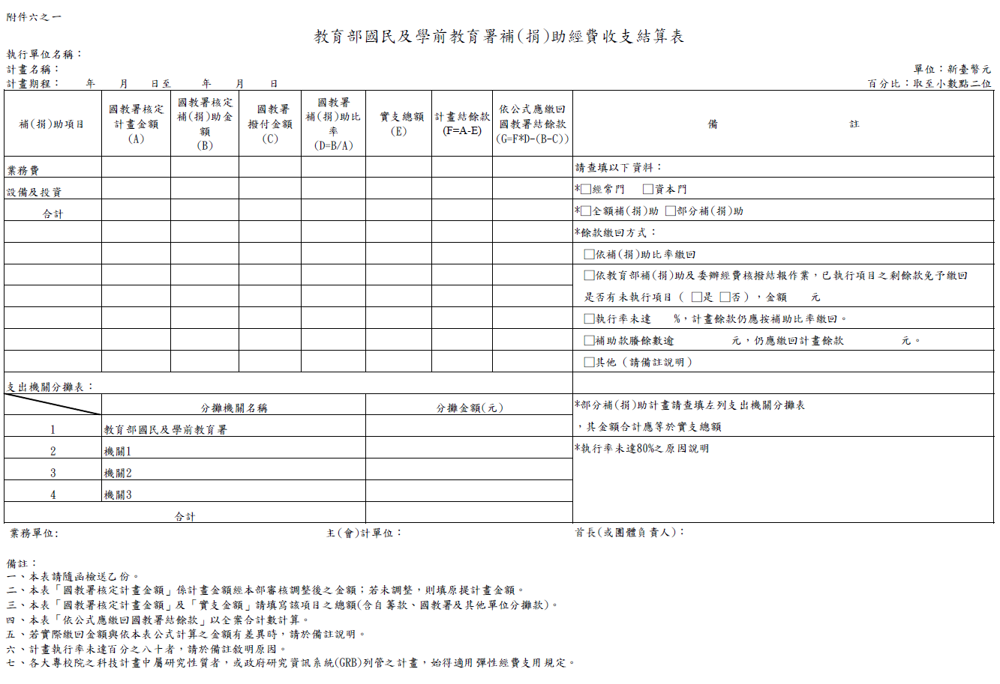 附件六之一
教育部國民及學前教育署補(捐)助經費收支結算表
執行單位名稱：
計畫名稱：
單位：新臺幣元
計畫期程： 年 月 日至 年 月 日
百分比：取至小數點二位
補(捐)助項目
國教署核定
計畫金額
(A)
國教署核定
補(捐)助金
額
(B)
國教署
撥付金額
(C)
國教署
補(捐)助比
率
(D=B/A)
實支總額
(E)
計畫結餘款
(F=A-E)
依公式應繳回
國教署結餘款
(G=F*D-(B-C))
備 註
業務費
請查填以下資料：
設備及投資
*□經常門 □資本門
合計
*□全額補(捐)助 □部分補(捐)助
*餘款繳回方式：
□依補(捐)助比率繳回
□依教育部補(捐)助及委辦經費核撥結報作業，已執行項目之剩餘款免予繳回
是否有未執行項目（ □是 □否），金額 元
□執行率未達 %，計畫餘款仍應按補助比率繳回。
□補助款賸餘數逾 元，仍應繳回計畫餘款 元。
□其他（請備註說明）
支出機關分攤表：
分攤機關名稱
分攤金額(元)
*部分補(捐)助計畫請查填左列支出機關分攤表
，其金額合計應等於實支總額
1 教育部國民及學前教育署
2 機關1
*執行率未達80%之原因說明
3 機關2
4 機關3
合計
業務單位:
主(會)計單位：
首長(或團體負責人)：
備註：
一、本表請隨函檢送乙份。
二、本表「國教署核定計畫金額」係計畫金額經本部審核調整後之金額；若未調整，則填原提計畫金額。
三、本表「國教署核定計畫金額」及「實支金額」請填寫該項目之總額(含自籌款、國教署及其他單位分攤款)。
四、本表「依公式應繳回國教署結餘款」以全案合計數計算。
五、若實際繳回金額與依本表公式計算之金額有差異時，請於備註說明。
六、計畫執行率未達百分之八十者，請於備註敘明原因。
七、各大專校院之科技計畫中屬研究性質者，或政府研究資訊系統(GRB)列管之計畫，始得適用彈性經費支用規定。